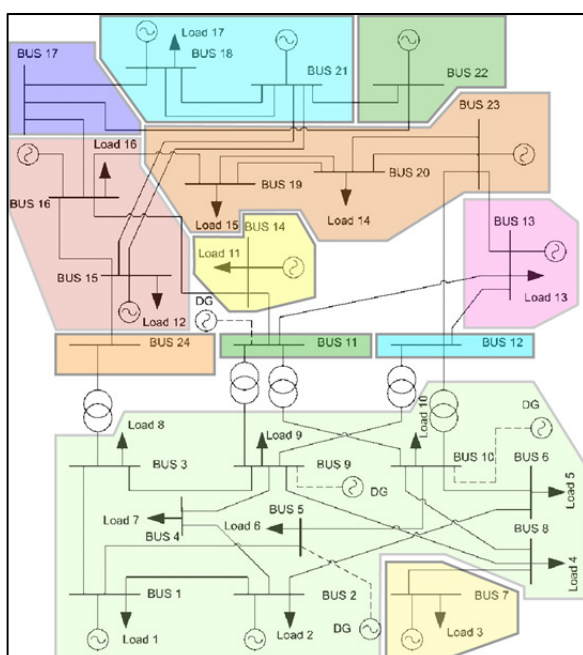 Load 17
BUS 17
BUS 18
BUS 21
BUS 22
BUS 23
Load 16
BUS 16
BUS 19
BUS 20
Load 15
Load 14
BUS 14
BUS 13
Load 11
BUS 15
Load 12
Load 13
DG
BUS 24
BUS 11
BUS 12
Load 10
Load 8
Load 9
DG
BUS 3
BUS 9
BUS 10
BUS 6
Load 5
DG
Load 7
BUS 4
Load 6
BUS 5
BUS 8
Load 4
BUS 1
BUS 2
BUS 7
Load 1
Load 2
DG
Load 3